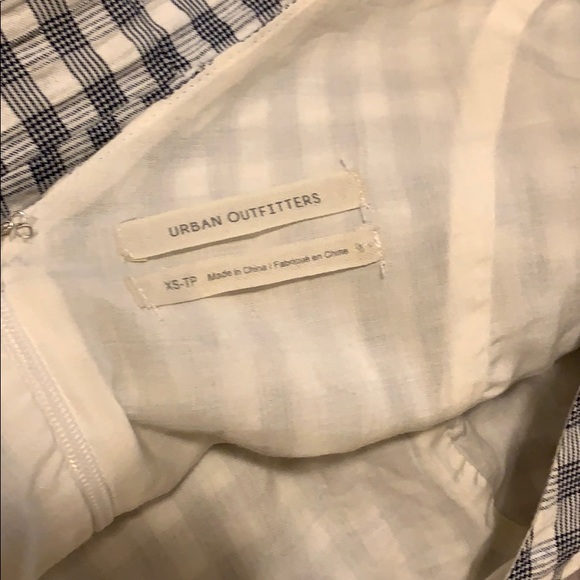 URBAN OUTFITTERS
XS-TP Made in China / Fabriqué en Chine